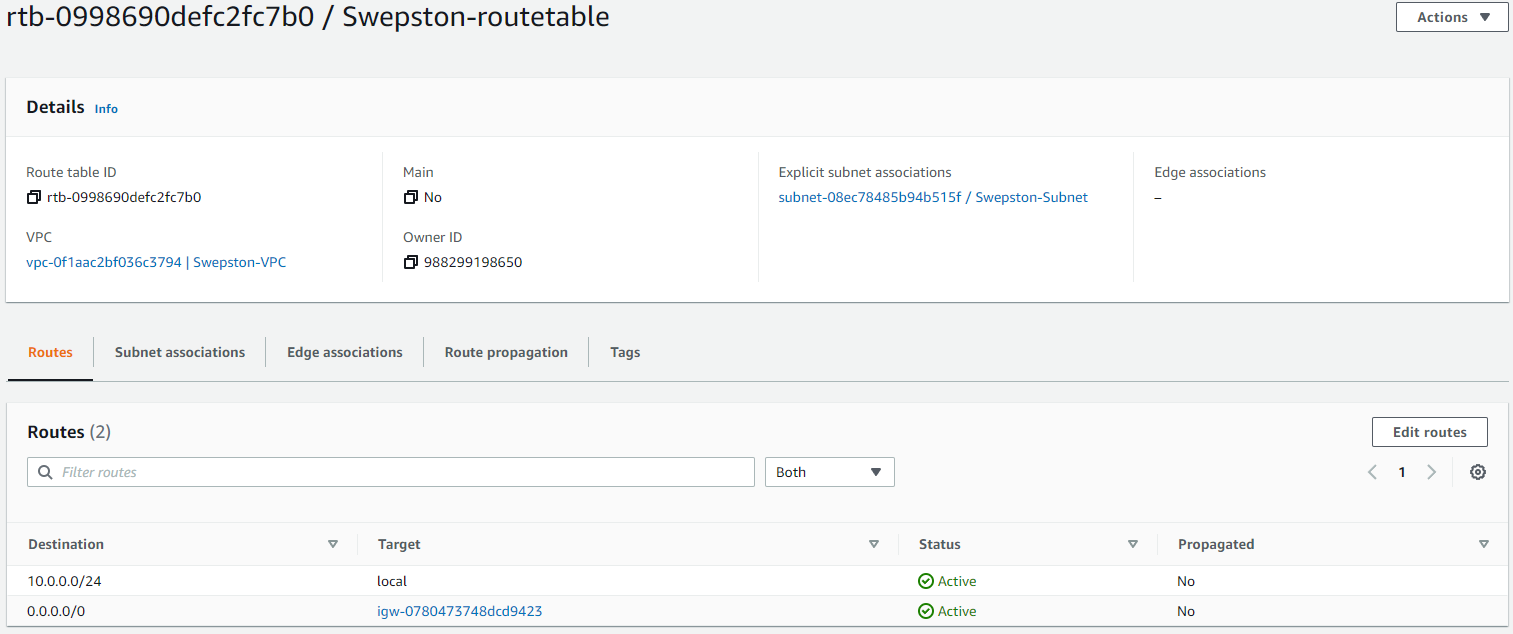 rtb-0998690defc2fc7b0 / Swepston-routetable
Actions
Details Info
Route table ID
rtb-0998690defc2fc7b0
Main
No
Explicit subnet associations
subnet-08ec78485b94b515f / Swepston-Subnet
Edge associations
–
VPC
vpc-0f1aac2bf036c3794 | Swepston-VPC
Owner ID
988299198650
Routes
Subnet associations
Edge associations
Route propagation
Tags
Routes (2)
Edit routes
Filter routes
Both
1
Destination Target Status Propagated
10.0.0.0/24 local Active No
0.0.0.0/0 igw-0780473748dcd9423 Active No